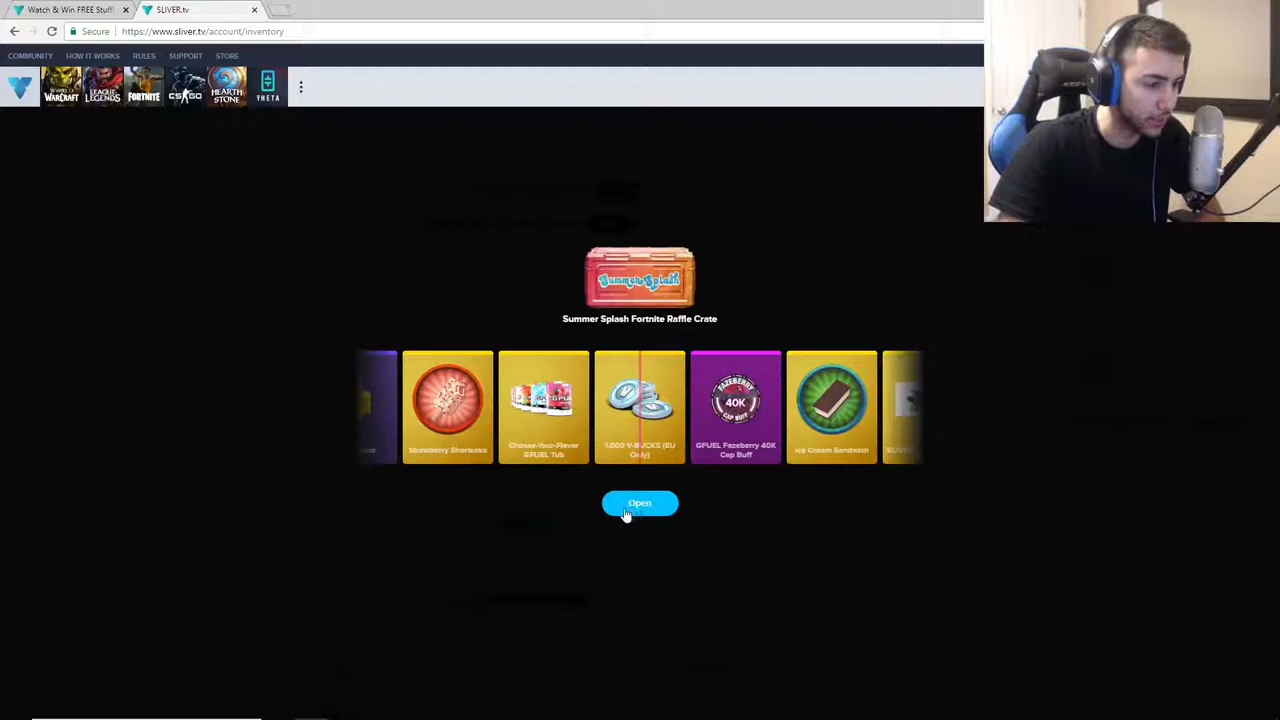 Watch & Win FREE Stuff
SLIVER.tv
Secure
https://www.sliver.tv/account/inventory
COMMUNITY HOW IT WORKS RULES SUPPORT STORE
WARCRAFT
LEAGUE LEGENDS
FORTNITE
CS GO
HEARTH STONE
THETA
Summer Splash
Summer Splash Fortnite Raffle Crate
Strawberry Shortcake
Choose-Your-Flavor
GFUEL Tub
1,000 V-BUCKS (EU
Only)
FAZEBERRY
40K
CAP BUFF
GFUEL Fazeberry 40K
Cap Buff
Ice Cream Sandwich
Open